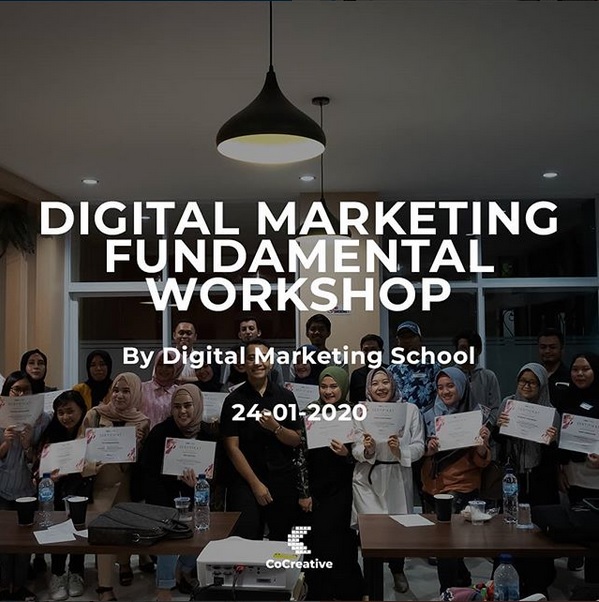 DIGITAL MARKETING
FUNDAMENTAL
WORKSHOP
By Digital Marketing School
24-01-2020
CoCreative